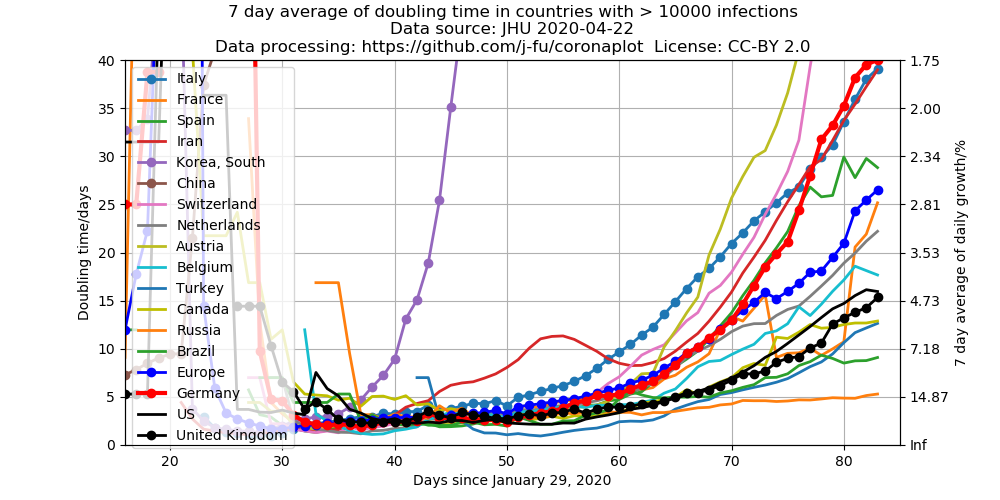 7 day average of doubling time in countries with > 10000 infections
Data source: JHU 2020-04-22
Data processing: https://github.com/j-fu/coronaplot License: CC-BY 2.0
40
35
30
25
20
15
10
5
0
Doubling time/days
1.75
2.00
2.34
2.81
3.53
4.73
7.18
14.87
Inf
7 day average of daily growth/%
Italy
France
Spain
Iran
Korea, South
China
Switzerland
Netherlands
Austria
Belgium
Turkey
Canada
Russia
Brazil
Europe
Germany
US
United Kingdom
20
30
40
50
60
70
80
Days since January 29, 2020